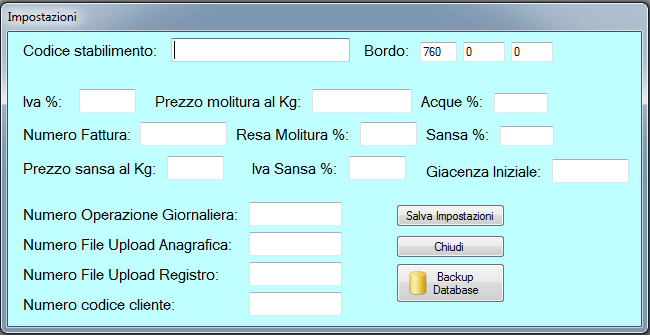 Impostazioni
Codice stabilimento: Bordo: 760 0 0
Iva %: Prezzo molitura al Kg: Acque %:
Numero Fattura: Resa Molitura %: Sansa %:
Prezzo sansa al Kg: Iva Sansa %: Giacenza Iniziale:
Numero Operazione Giornaliera: Salva Impostazioni
Numero File Upload Anagrafica: Chiudi
Numero File Upload Registro: Backup Database
Numero codice cliente: